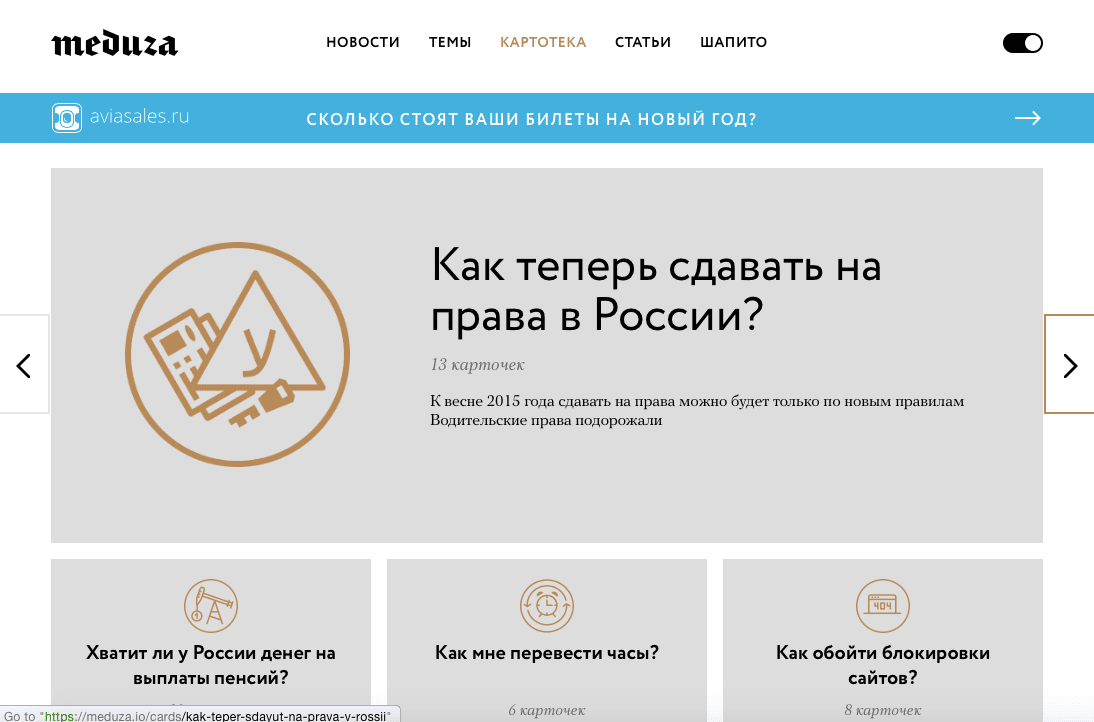 meduza
НОВОСТИ ТЕМЫ КАРТОТЕКА СТАТЬИ ШАПИТО
aviasales.ru
СКОЛЬКО СТОЯТ ВАШИ БИЛЕТЫ НА НОВЫЙ ГОД?
У
Как теперь сдавать на
права в России?
13 карточек
К весне 2015 года сдавать на права можно будет только по новым правилам
Водительские права подорожали
1
Хватит ли у России денег на
выплаты пенсий?
Как мне перевести часы?
6 карточек
404
Как обойти блокировки
сайтов?
8 карточек
Go to "https://meduza.io/cards/kak-teper-sdayut-na-prava-v-rossii"